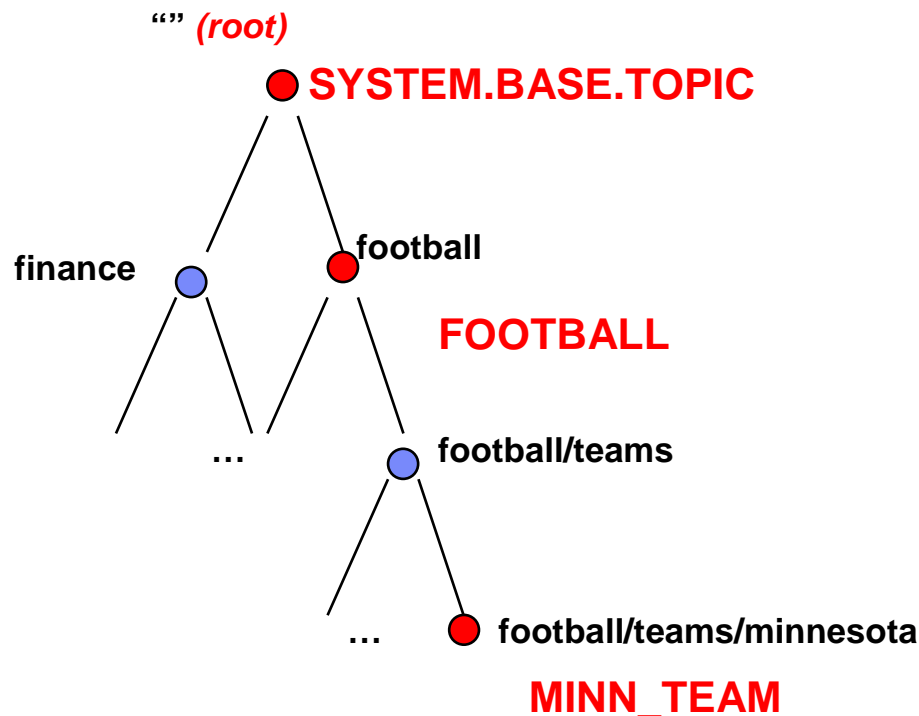 “” (root)
SYSTEM.BASE.TOPIC
football
finance
FOOTBALL
football/teams
...
...
football/teams/minnesota
MINN_TEAM